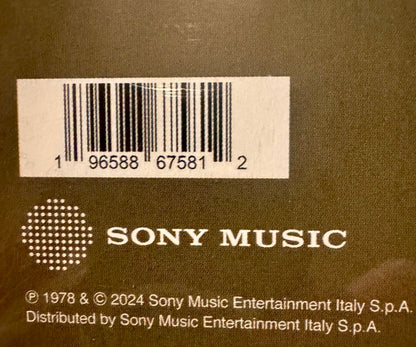 1 96588 67581 2
SONY MUSIC
℗ 1978 & © 2024 Sony Music Entertainment Italy S.p.A.
Distributed by Sony Music Entertainment Italy S.p.A.